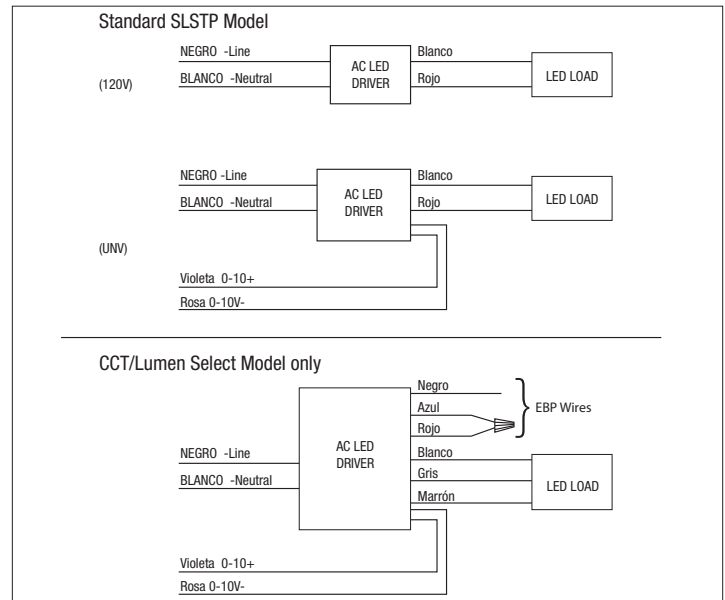 Standard SLSTP Model
NEGRO -Line
BLANCO -Neutral
(120V)
AC LED
DRIVER
Blanco
Rojo
LED LOAD
NEGRO -Line
BLANCO -Neutral
(UNV)
AC LED
DRIVER
Blanco
Rojo
LED LOAD
Violeta 0-10+
Rosa 0-10V-
CCT/Lumen Select Model only
NEGRO -Line
BLANCO -Neutral
AC LED
DRIVER
Negro
Azul
Rojo
EBP Wires
Blanco
Gris
Marrón
LED LOAD
Violeta 0-10+
Rosa 0-10V-